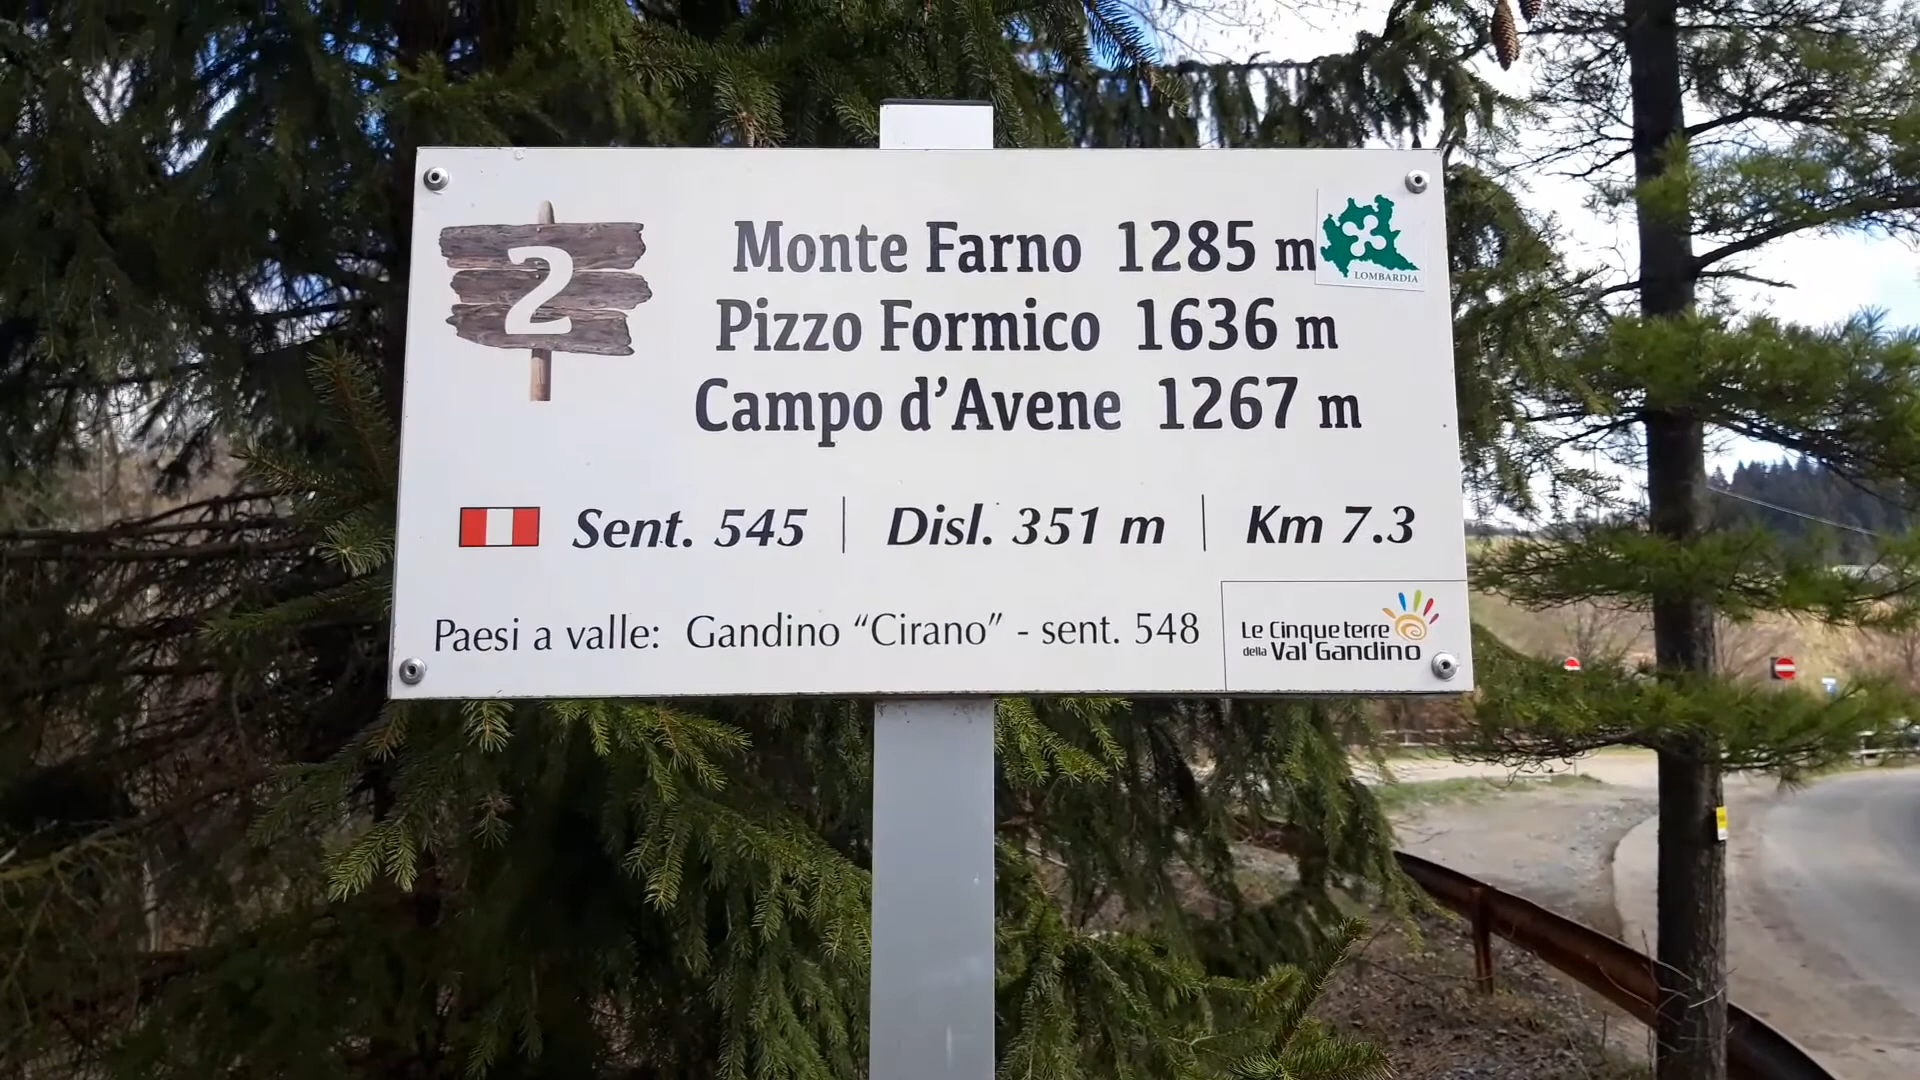 2
Monte Farno 1285 m
LOMBARDIA
Pizzo Formico 1636 m
Campo d'Avene 1267 m
Sent. 545 | Disl. 351 m | Km 7.3
Paesi a valle: Gandino “Cirano” - sent. 548
Le Cinque terre
della Val Gandino